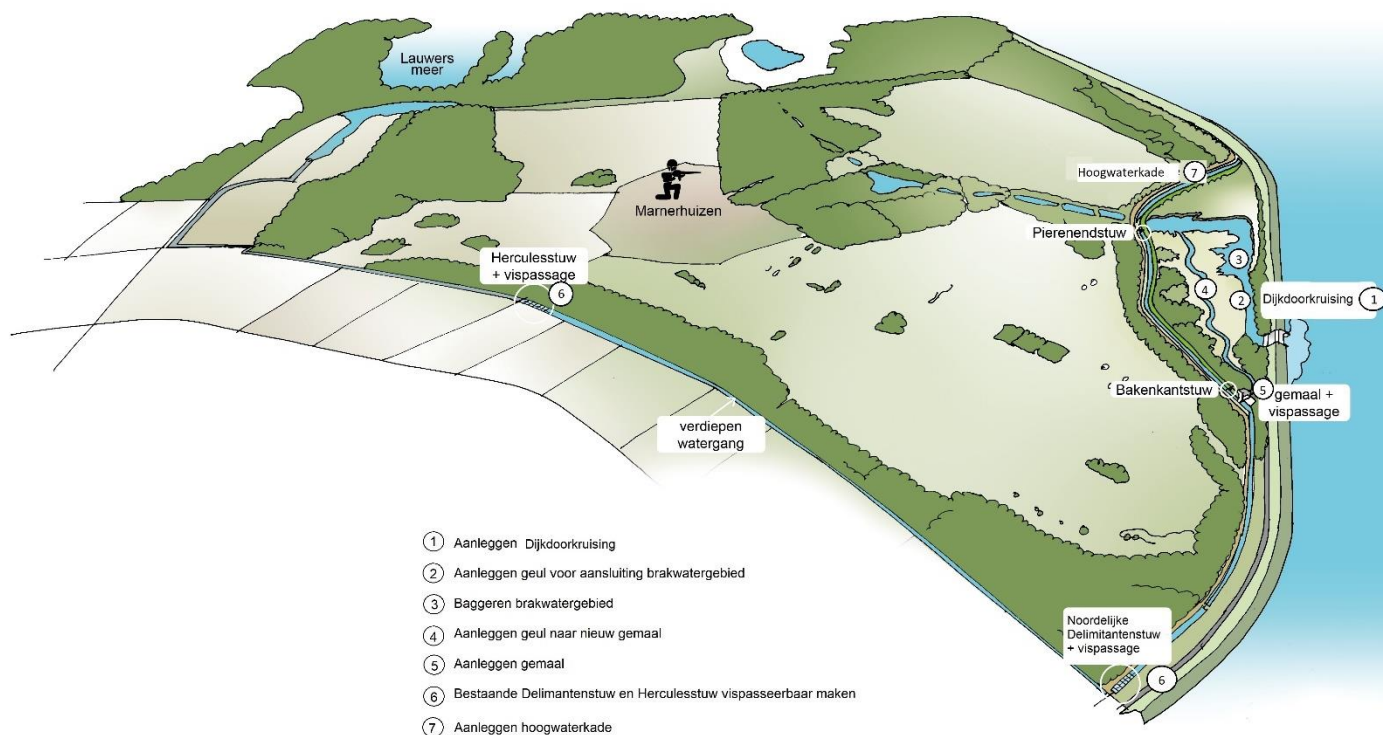 Lauwers
meer
Marnerhuizen
Hoogwaterkade 7
Pierenendstuw
Herculesstuw
+ vispassage
6
3
4
2
Dijkdoorkruising 1
Bakenkantstuw
5
gemaal +
vispassage
verdiepen
watergang
Noordelijke
Delimitantenstuw
+ vispassage
6
1 Aanleggen Dijkdoorkruising
2 Aanleggen geul voor aansluiting brakwatergebied
3 Baggeren brakwatergebied
4 Aanleggen geul naar nieuw gemaal
5 Aanleggen gemaal
6 Bestaande Delimantenstuw en Herculesstuw vispasseerbaar maken
7 Aanleggen hoogwaterkade